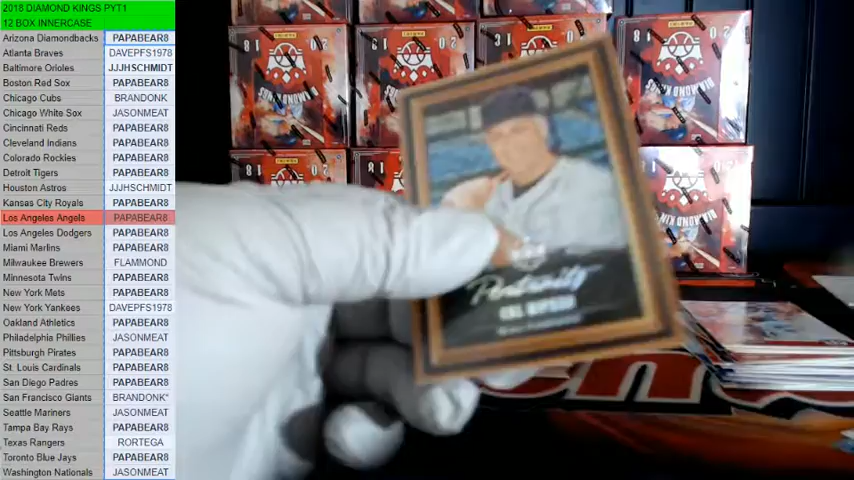 2018 DIAMOND KINGS PYT1
12 BOX INNERCASE
Arizona Diamondbacks PAPABEAR8
Atlanta Braves DAVEPFS1978
Baltimore Orioles JJJHSCHMIDT
Boston Red Sox PAPABEAR8
Chicago Cubs BRANDONK
Chicago White Sox JASONMEAT
Cincinnati Reds PAPABEAR8
Cleveland Indians PAPABEAR8
Colorado Rockies PAPABEAR8
Detroit Tigers PAPABEAR8
Houston Astros JJJHSCHMIDT
Kansas City Royals PAPABEAR8
Los Angeles Angels PAPABEAR8
Los Angeles Dodgers PAPABEAR8
Miami Marlins PAPABEAR8
Milwaukee Brewers FLAMMOND
Minnesota Twins PAPABEAR8
New York Mets PAPABEAR8
New York Yankees DAVEPFS1978
Oakland Athletics PAPABEAR8
Philadelphia Phillies JASONMEAT
Pittsburgh Pirates PAPABEAR8
St. Louis Cardinals PAPABEAR8
San Diego Padres PAPABEAR8
San Francisco Giants BRANDONK*
Seattle Mariners JASONMEAT
Tampa Bay Rays PAPABEAR8
Texas Rangers RORTEGA
Toronto Blue Jays PAPABEAR8
Washington Nationals JASONMEAT
CAL RIPKEN